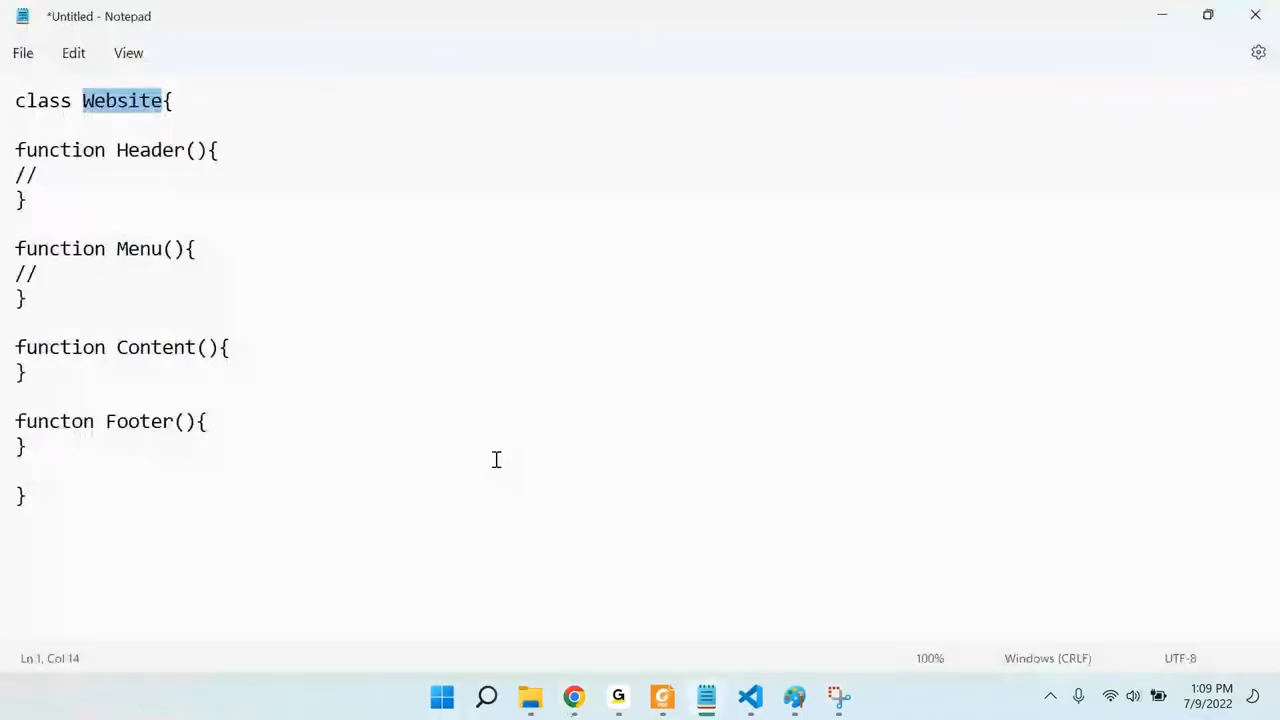 *Untitled - Notepad
File Edit View
class Website{
function Header(){
//
}
function Menu(){
//
}
function Content(){
}
functon Footer(){
}
}
Ln 1, Col 14 100% Windows (CRLF) UTF-8
G
PDF
1:09 PM
7/9/2022